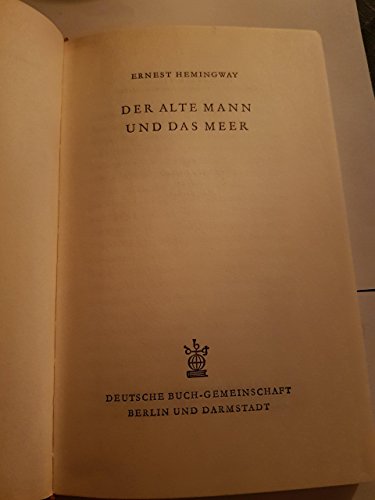 ERNEST HEMINGWAY
DER ALTE MANN
UND DAS MEER
DEUTSCHE BUCH-GEMEINSCHAFT
BERLIN UND DARMSTADT